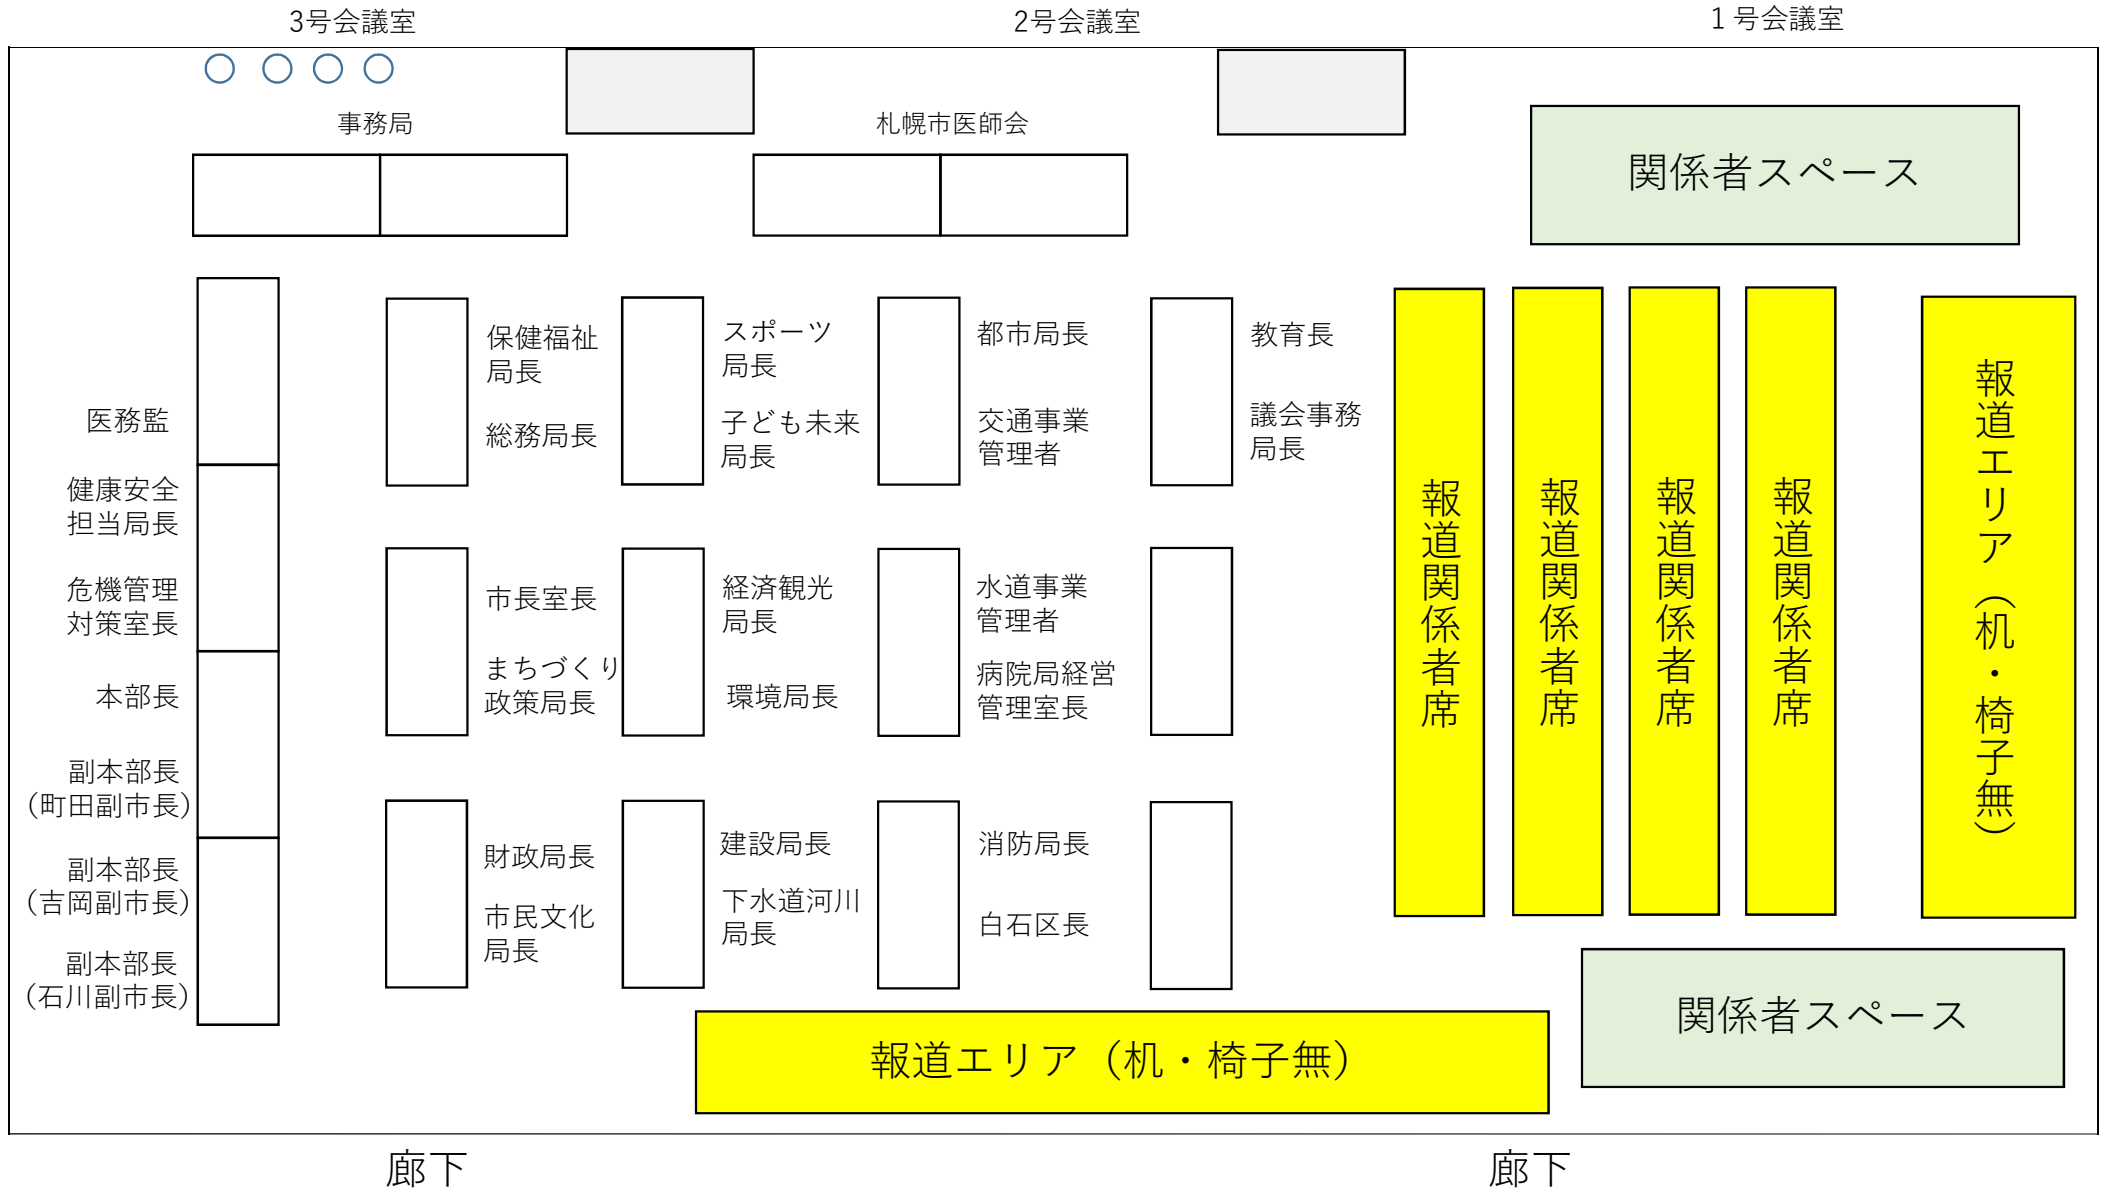 3号会議室
2号会議室
１号会議室
事務局
札幌市医師会
関係者スペース
医務監
健康安全
担当局長
危機管理
対策室長
本部長
副本部長
（町田副市長）
副本部長
（吉岡副市長）
副本部長
（石川副市長）
保健福祉
局長
総務局長
市長室長
まちづくり
政策局長
財政局長
市民文化
局長
スポーツ
局長
子ども未来
局長
経済観光
局長
環境局長
建設局長
下水道河川
局長
都市局長
交通事業
管理者
水道事業
管理者
病院局経営
管理室長
消防局長
白石区長
教育長
議会事務
局長
報道関係者席
報道関係者席
報道関係者席
報道関係者席
報道エリア（机・椅子無）
関係者スペース
報道エリア（机・椅子無）
廊下
廊下